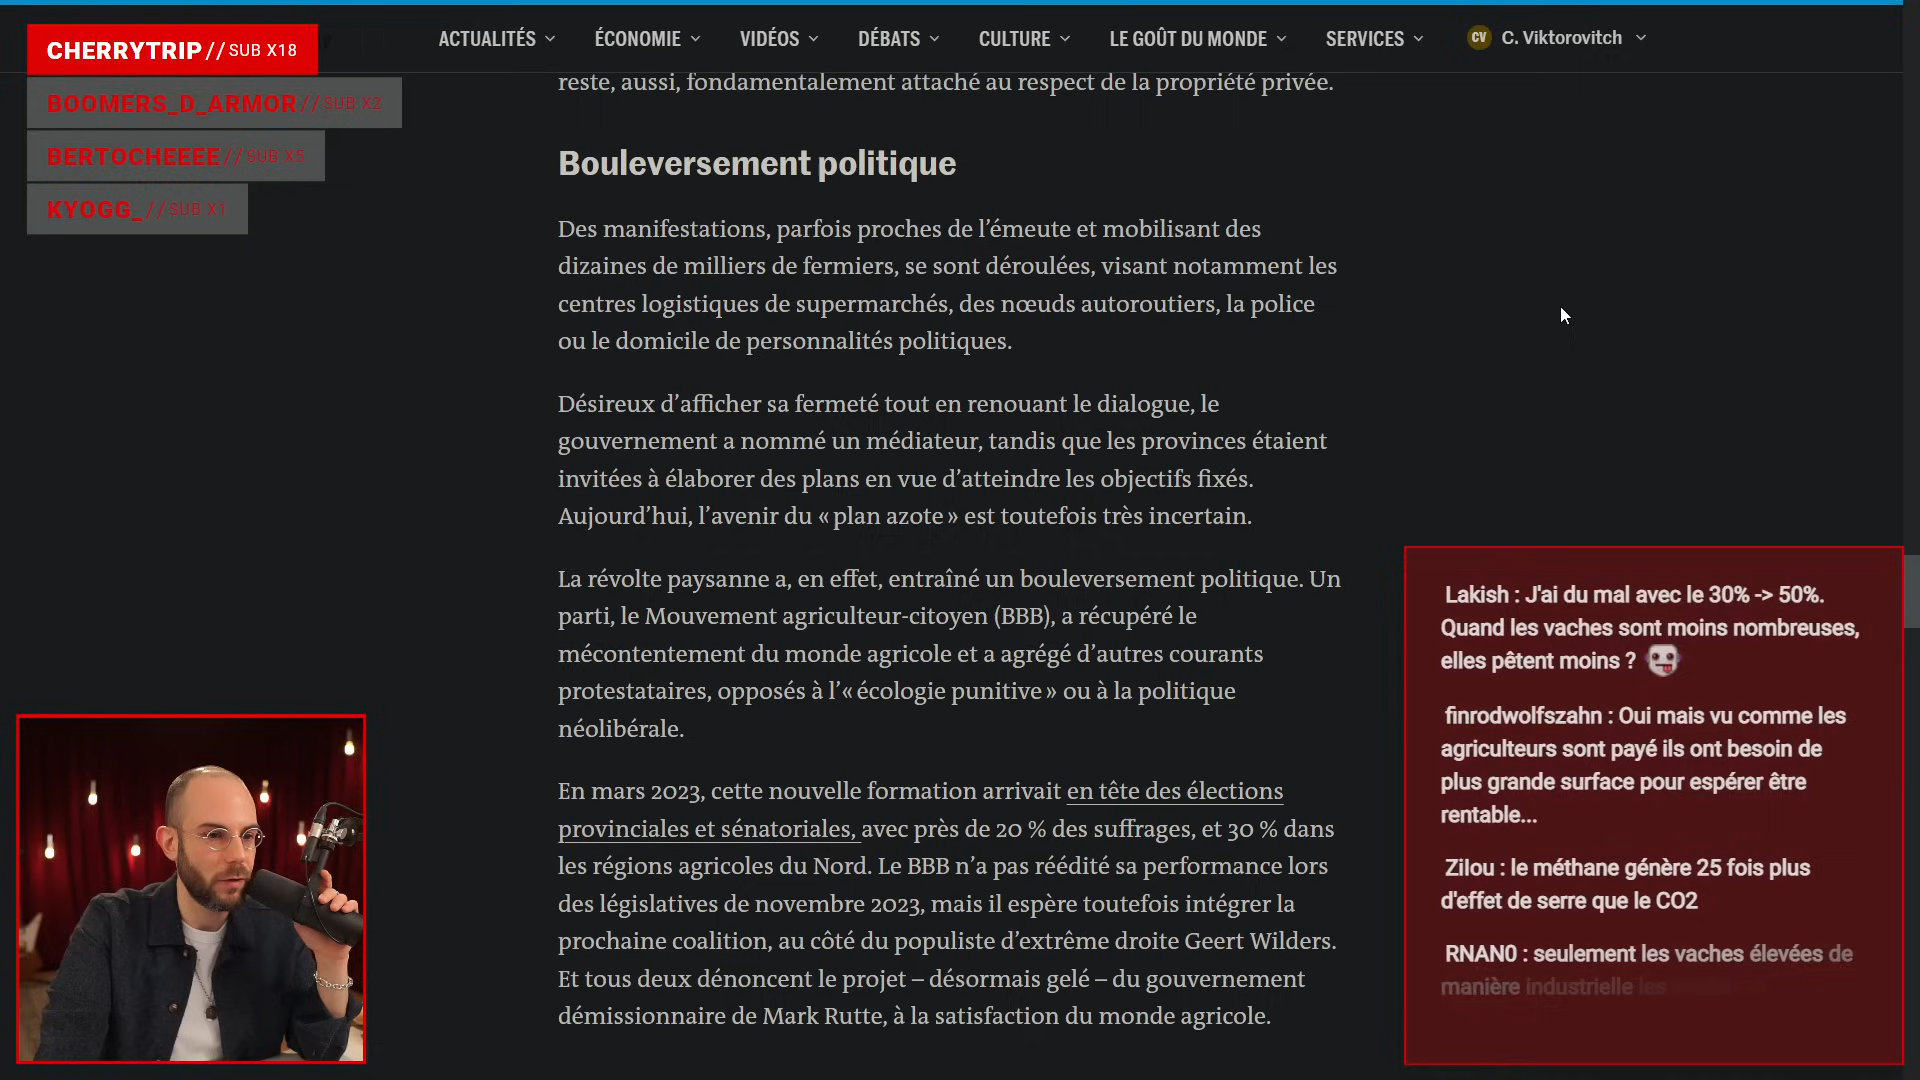 CHERRYTRIP // SUB X18
BOOMERS_D_ARMOR // SUB X2
BERTOCHEEEE // SUB X5
KYOGG_ // SUB X1
ACTUALITÉS ÉCONOMIE VIDÉOS DÉBATS CULTURE LE GOÛT DU MONDE SERVICES CV C. Viktorovitch
reste, aussi, fondamentalement attaché au respect de la propriété privée.
Bouleversement politique
Des manifestations, parfois proches de l’émeute et mobilisant des
dizaines de milliers de fermiers, se sont déroulées, visant notamment les
centres logistiques de supermarchés, des nœuds autoroutiers, la police
ou le domicile de personnalités politiques.
Désireux d’afficher sa fermeté tout en renouant le dialogue, le
gouvernement a nommé un médiateur, tandis que les provinces étaient
invitées à élaborer des plans en vue d’atteindre les objectifs fixés.
Aujourd’hui, l’avenir du « plan azote » est toutefois très incertain.
La révolte paysanne a, en effet, entraîné un bouleversement politique. Un
parti, le Mouvement agriculteur-citoyen (BBB), a récupéré le
mécontentement du monde agricole et a agrégé d’autres courants
protestataires, opposés à l’« écologie punitive » ou à la politique
néolibérale.
En mars 2023, cette nouvelle formation arrivait en tête des élections
provinciales et sénatoriales, avec près de 20 % des suffrages, et 30 % dans
les régions agricoles du Nord. Le BBB n’a pas réédité sa performance lors
des législatives de novembre 2023, mais il espère toutefois intégrer la
prochaine coalition, au côté du populiste d’extrême droite Geert Wilders.
Et tous deux dénoncent le projet – désormais gelé – du gouvernement
démissionnaire de Mark Rutte, à la satisfaction du monde agricole.
Lakish : J'ai du mal avec le 30% -> 50%.
Quand les vaches sont moins nombreuses,
elles pêtent moins ?
finrodwolfszahn : Oui mais vu comme les
agriculteurs sont payé ils ont besoin de
plus grande surface pour espérer être
rentable...
Zilou : le méthane génère 25 fois plus
d'effet de serre que le CO2
RNAN0 : seulement les vaches élevées de
manière industrielle les